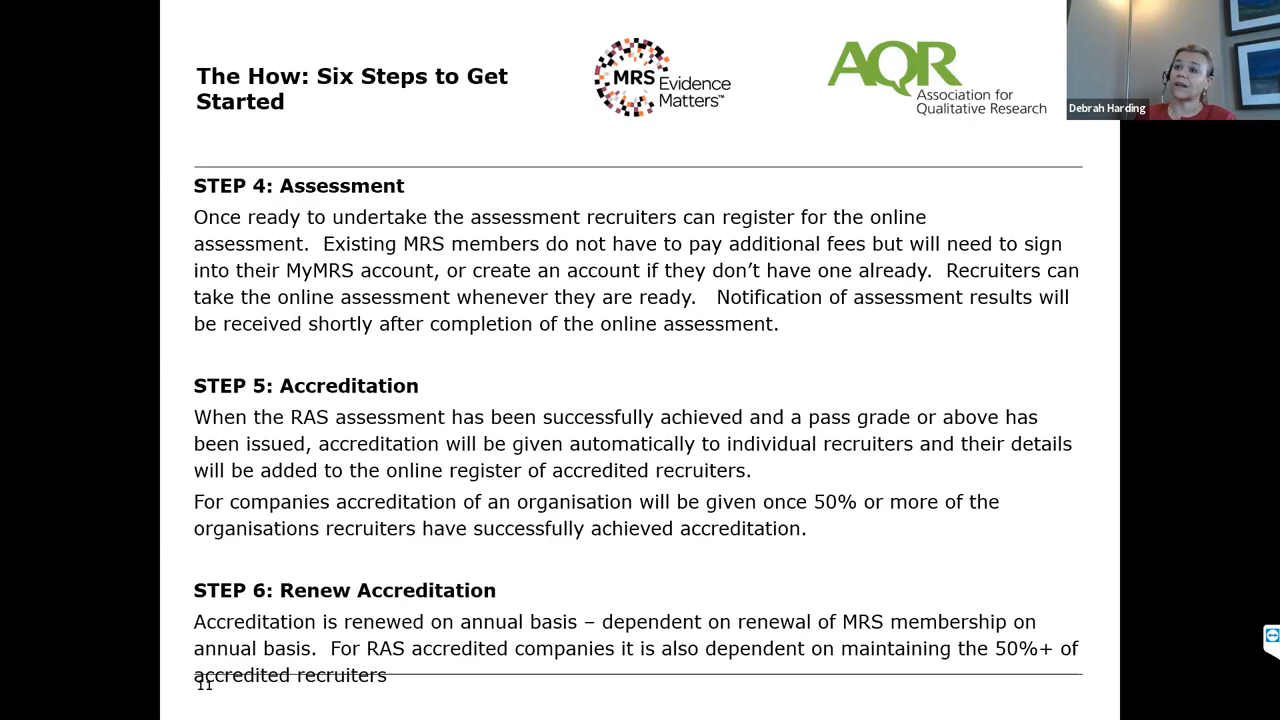 The How: Six Steps to Get
Started
MRS Evidence
Matters™
AQR
Association for
Qualitative Research
Debrah Harding
STEP 4: Assessment
Once ready to undertake the assessment recruiters can register for the online
assessment.  Existing MRS members do not have to pay additional fees but will need to sign
into their MyMRS account, or create an account if they don’t have one already.  Recruiters can
take the online assessment whenever they are ready.   Notification of assessment results will
be received shortly after completion of the online assessment.
STEP 5: Accreditation
When the RAS assessment has been successfully achieved and a pass grade or above has
been issued, accreditation will be given automatically to individual recruiters and their details
will be added to the online register of accredited recruiters.
For companies accreditation of an organisation will be given once 50% or more of the
organisations recruiters have successfully achieved accreditation.
STEP 6: Renew Accreditation
Accreditation is renewed on annual basis – dependent on renewal of MRS membership on
annual basis.  For RAS accredited companies it is also dependent on maintaining the 50%+ of
accredited recruiters
11